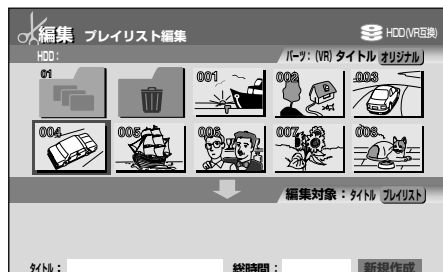 編集 プレイリスト編集 HDD(VR互換)
HDD: パーツ: (VR) タイトル オリジナル
01 001 002 003
004 005 006 007 008
編集対象: タイトル プレイリスト
タイトル: 総時間: 新規作成